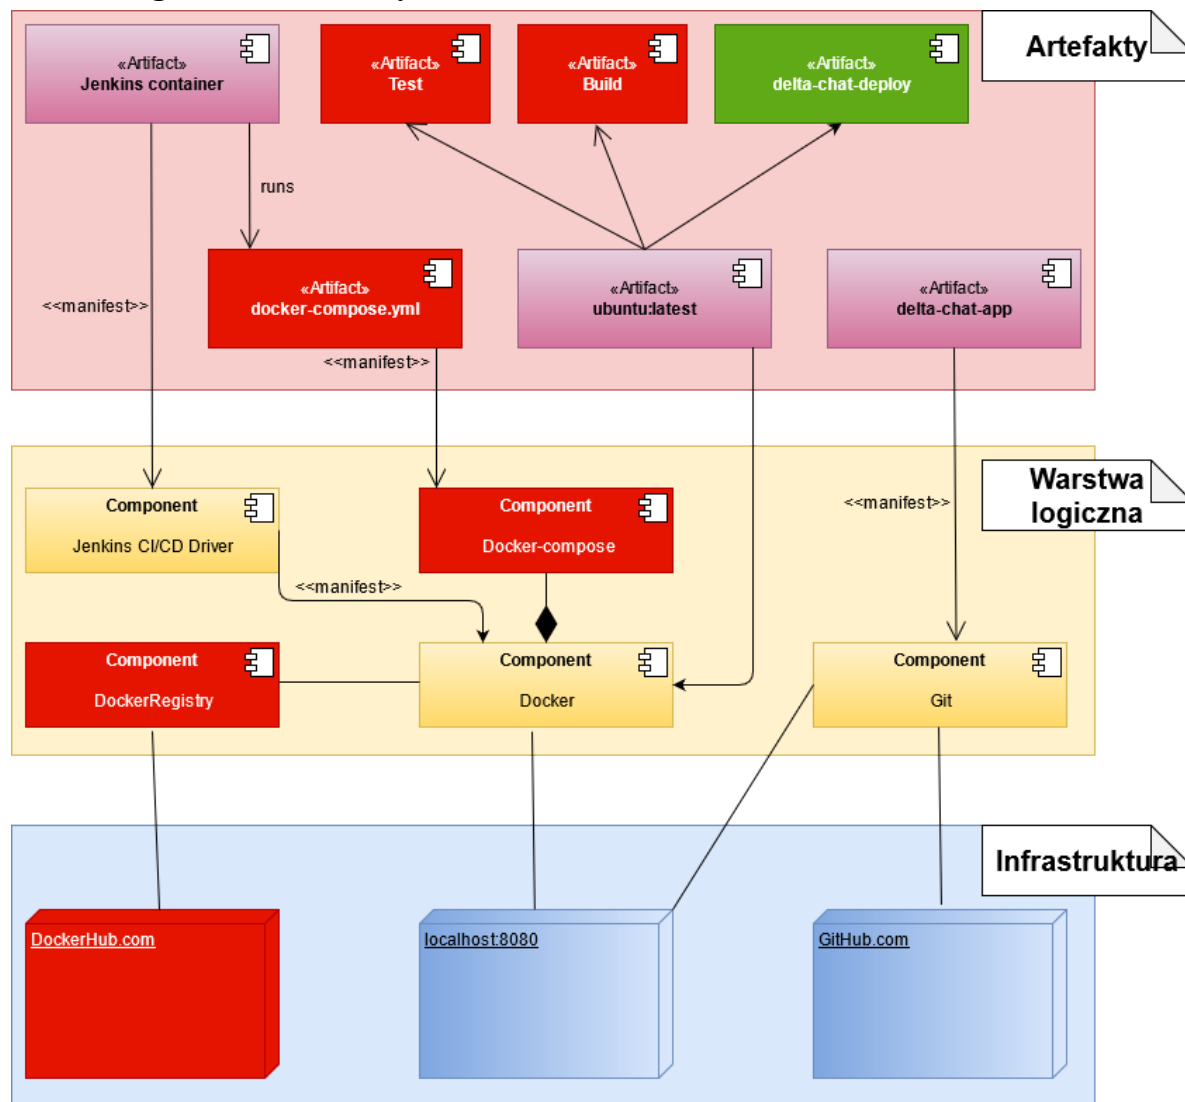 «Artifact»
Jenkins container
«Artifact»
Test
«Artifact»
Build
«Artifact»
delta-chat-deploy
Artefakty
runs
<<manifest>>
«Artifact»
docker-compose.yml
«Artifact»
ubuntu:latest
«Artifact»
delta-chat-app
<<manifest>>
Warstwa
logiczna
Component
Jenkins CI/CD Driver
Component
Docker-compose
<<manifest>>
<<manifest>>
Component
DockerRegistry
Component
Docker
Component
Git
Infrastruktura
DockerHub.com
localhost:8080
GitHub.com